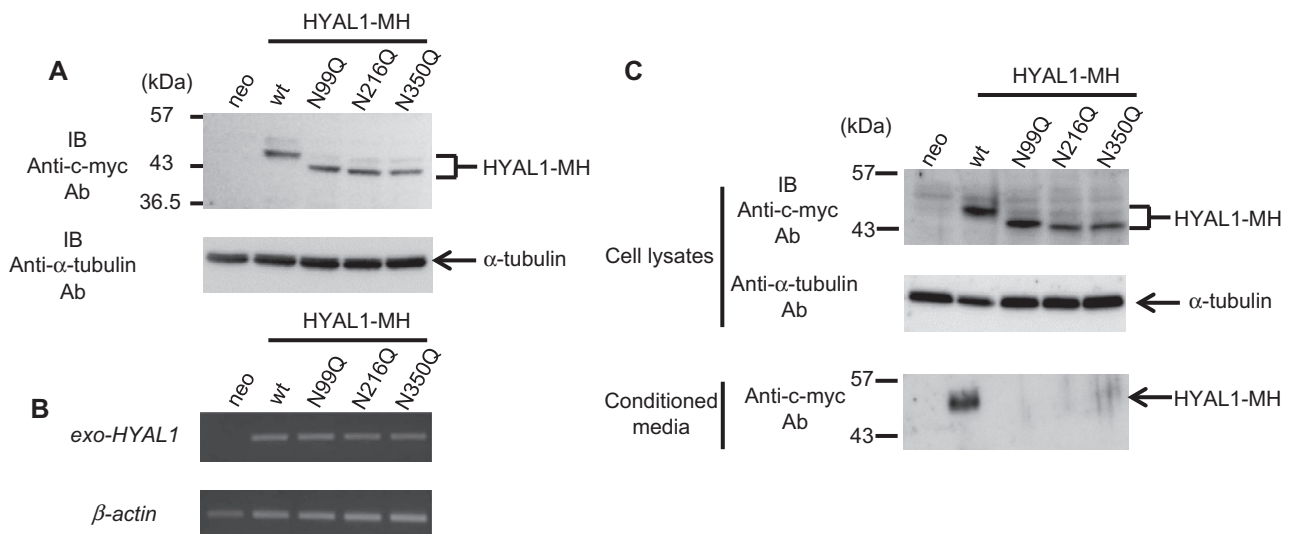 A
HYAL1-MH
(kDa)
neo
wt
N99Q
N216Q
N350Q
57
43
36.5
IB
Anti-c-myc
Ab
HYAL1-MH
IB
Anti-α-tubulin
Ab
α-tubulin
B
HYAL1-MH
neo
wt
N99Q
N216Q
N350Q
exo-HYAL1
β-actin
C
HYAL1-MH
(kDa)
neo
wt
N99Q
N216Q
N350Q
57
43
Cell lysates
IB
Anti-c-myc
Ab
HYAL1-MH
Anti-α-tubulin
Ab
α-tubulin
Conditioned
media
Anti-c-myc
Ab
57
43
HYAL1-MH